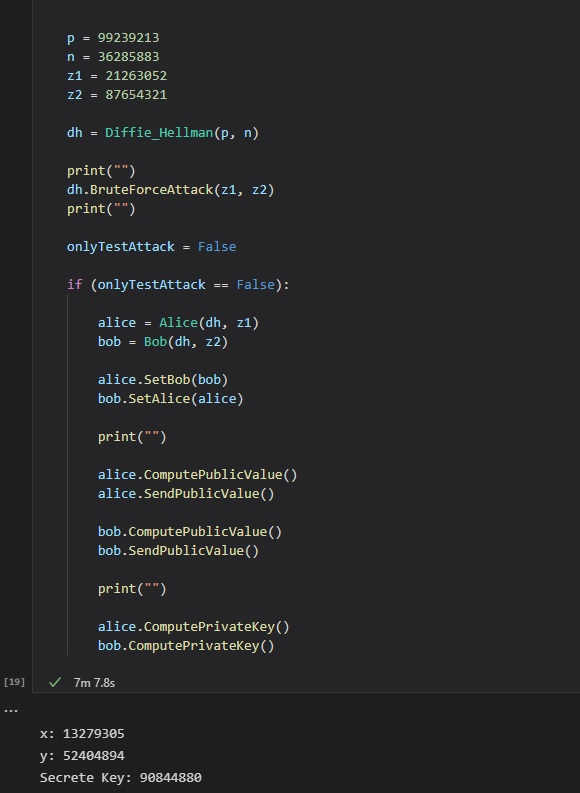 p = 99239213
n = 36285883
z1 = 21263052
z2 = 87654321
dh = Diffie_Hellman(p, n)
print("")
dh.BruteForceAttack(z1, z2)
print("")
onlyTestAttack = False
if (onlyTestAttack == False):
alice = Alice(dh, z1)
bob = Bob(dh, z2)
alice.SetBob(bob)
bob.SetAlice(alice)
print("")
alice.ComputePublicValue()
alice.SendPublicValue()
bob.ComputePublicValue()
bob.SendPublicValue()
print("")
alice.ComputePrivateKey()
bob.ComputePrivateKey()
[19] ✓ 7m 7.8s
...
x: 13279305
y: 52404894
Secrete Key: 90844880